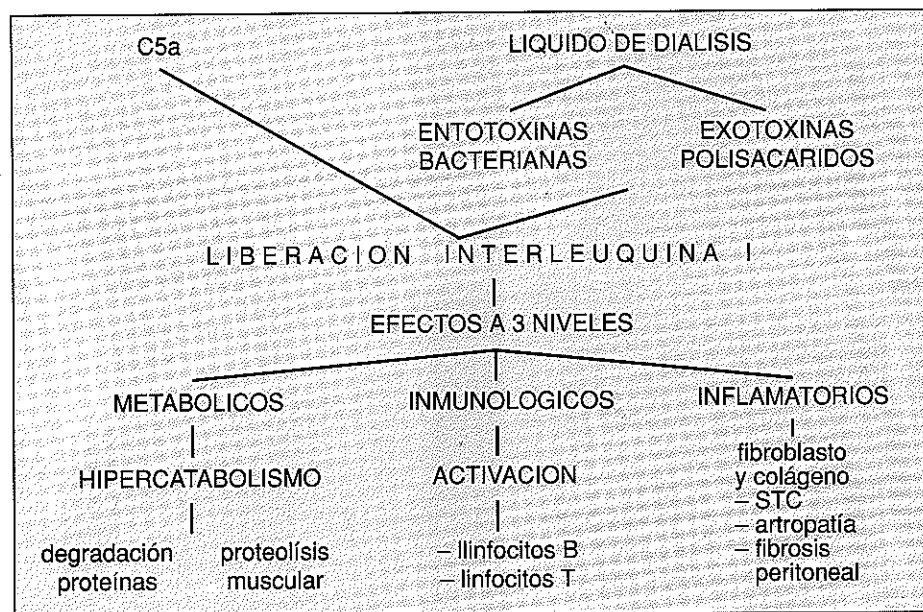 C5a
LIQUIDO DE DIALISIS
ENTOTOXINAS
BACTERIANAS
EXOTOXINAS
POLISACARIDOS
LIBERACION INTERLEUQUINA I
EFECTOS A 3 NIVELES
METABOLICOS
INMUNOLOGICOS
INFLAMATORIOS
HIPERCATABOLISMO
ACTIVACION
fibroblasto
y colágeno
– STC
– artropatía
– fibrosis
peritoneal
degradación
proteínas
proteolísis
muscular
– llinfocitos B
– linfocitos T